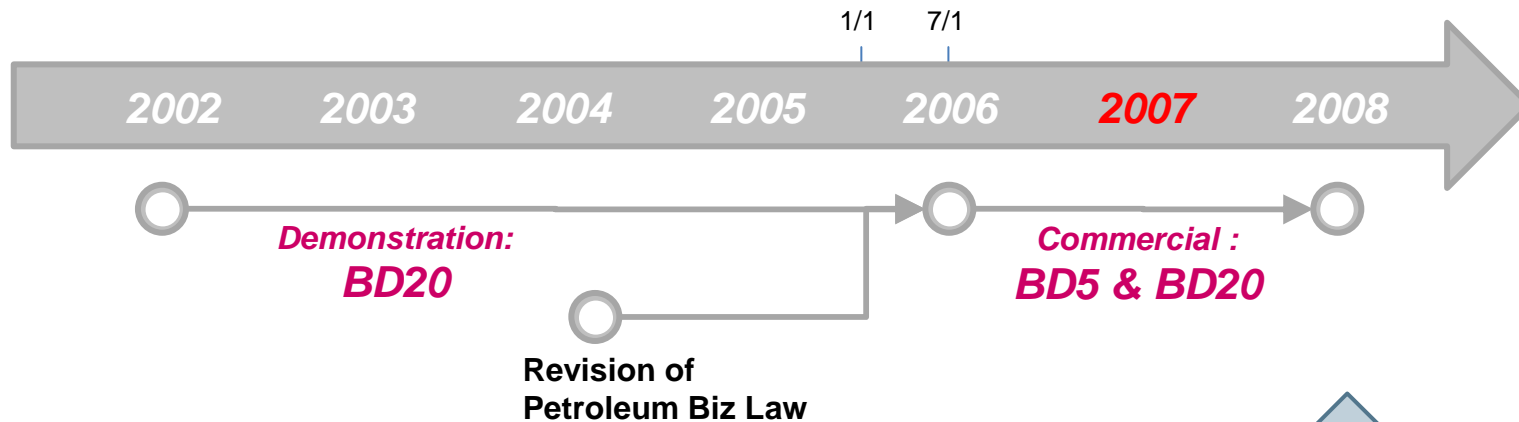 1/1 7/1
2002 2003 2004 2005 2006 2007 2008
Demonstration:
BD20
Commercial :
BD5 & BD20
Revision of
Petroleum Biz Law